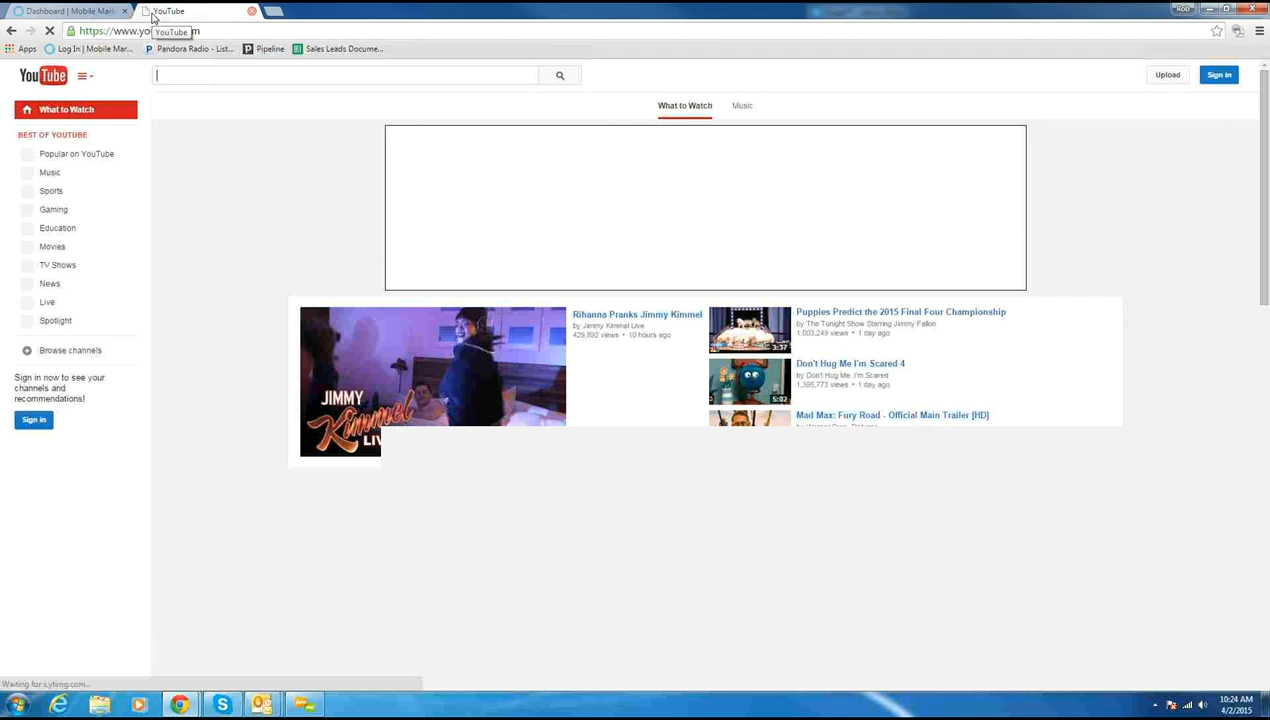 Dashboard | Mobile Mark
YouTube
Rob
https://www.yo m
YouTube
Apps
Log In | Mobile Mar...
Pandora Radio - List...
Pipeline
Sales Leads Docume...
YouTube
Upload
Sign in
What to Watch
What to Watch
Music
BEST OF YOUTUBE
Popular on YouTube
Music
Sports
Gaming
Education
Movies
TV Shows
News
Live
Spotlight
Browse channels
Sign in now to see your
channels and
recommendations!
Sign in
JIMMY
Kimmel
LIV
Rihanna Pranks Jimmy Kimmel
by Jimmy Kimmel Live
429,892 views • 10 hours ago
3:37
Puppies Predict the 2015 Final Four Championship
by The Tonight Show Starring Jimmy Fallon
1,003,249 views • 1 day ago
5:02
Don't Hug Me I'm Scared 4
by Don't Hug Me .I'm Scared
1,395,773 views • 1 day ago
Mad Max: Fury Road - Official Main Trailer [HD]
Waiting for s.ytimg.com...
10:24 AM
4/2/2015